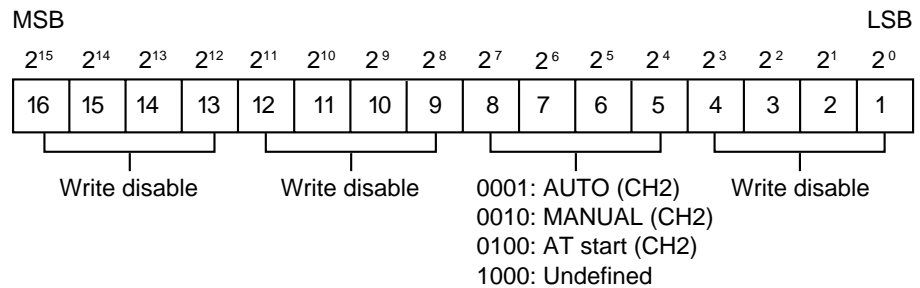 MSB LSB
2¹⁵ 2¹⁴ 2¹³ 2¹² 2¹¹ 2¹⁰ 2⁹ 2⁸ 2⁷ 2⁶ 2⁵ 2⁴ 2³ 2² 2¹ 2⁰
16 15 14 13 12 11 10 9 8 7 6 5 4 3 2 1
Write disable Write disable 0001: AUTO (CH2) Write disable
0010: MANUAL (CH2)
0100: AT start (CH2)
1000: Undefined